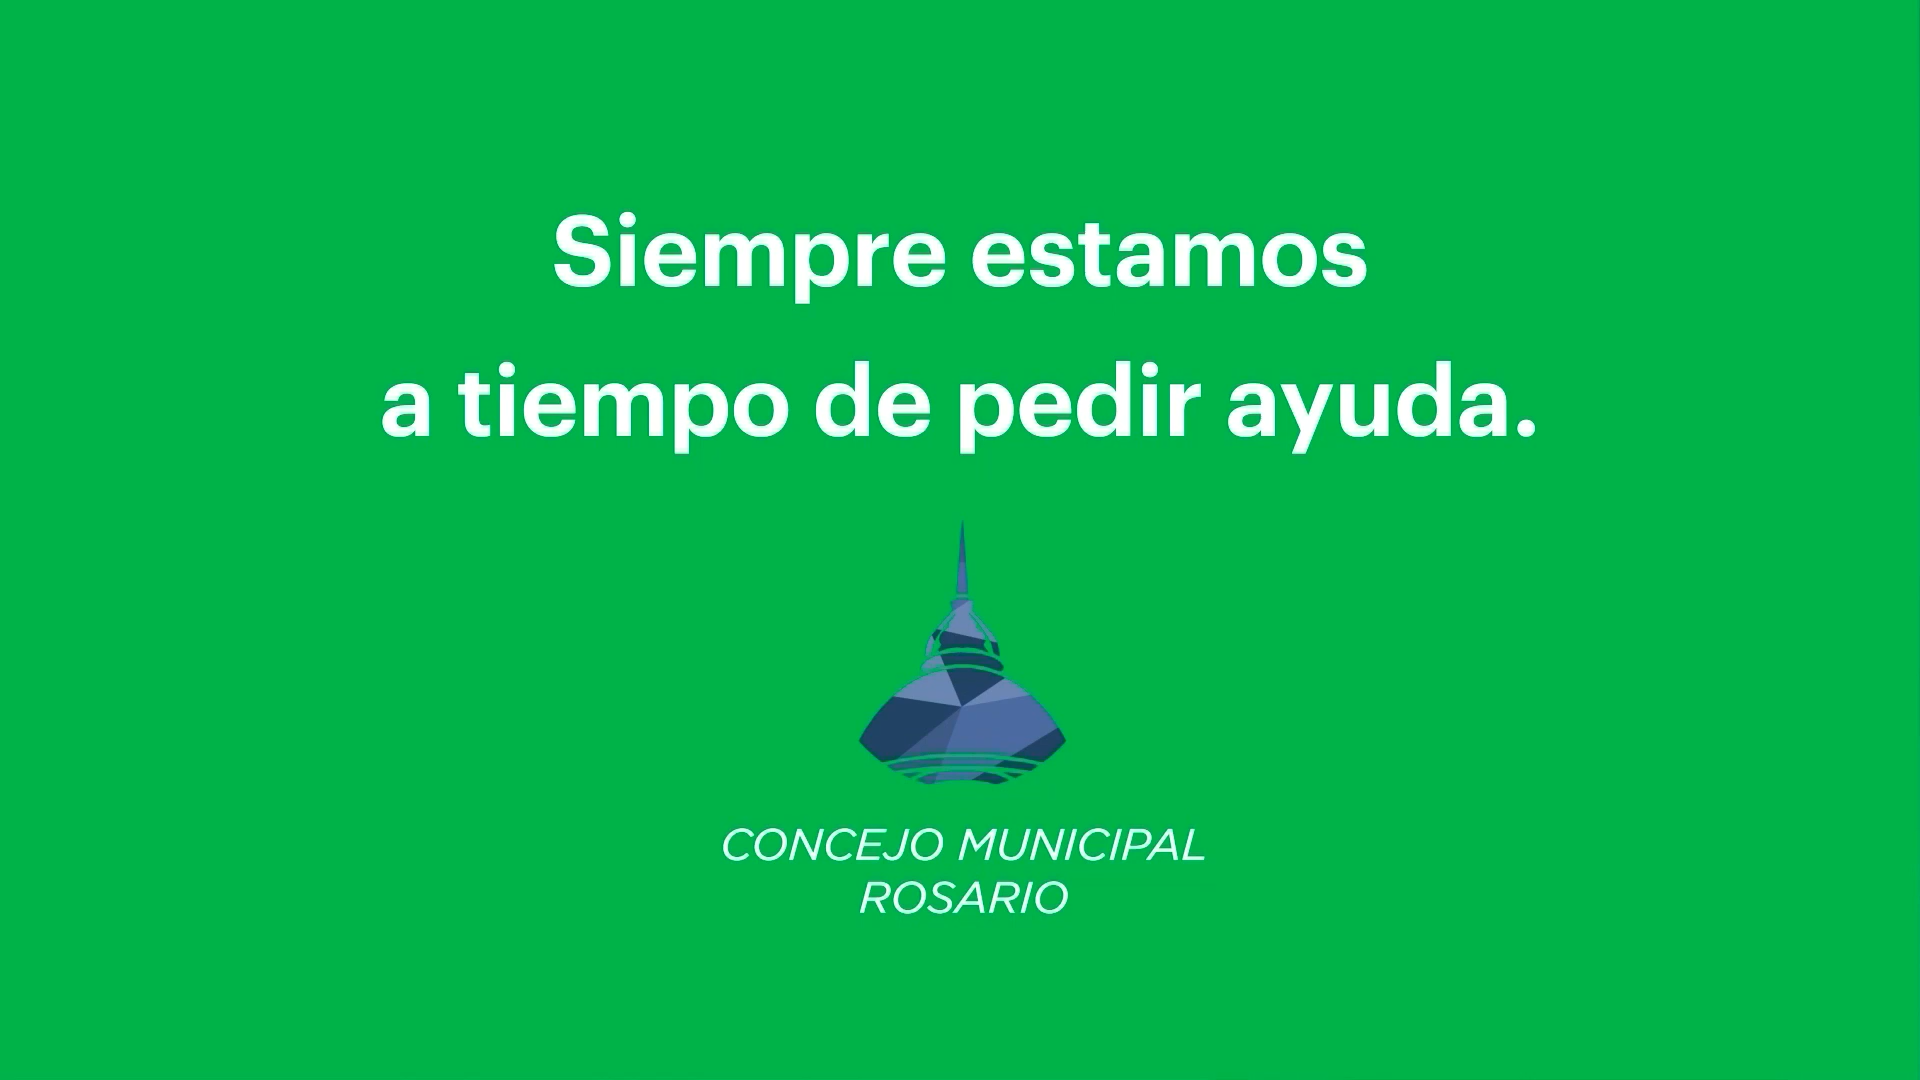 Siempre estamos
a tiempo de pedir ayuda.
CONCEJO MUNICIPAL
ROSARIO